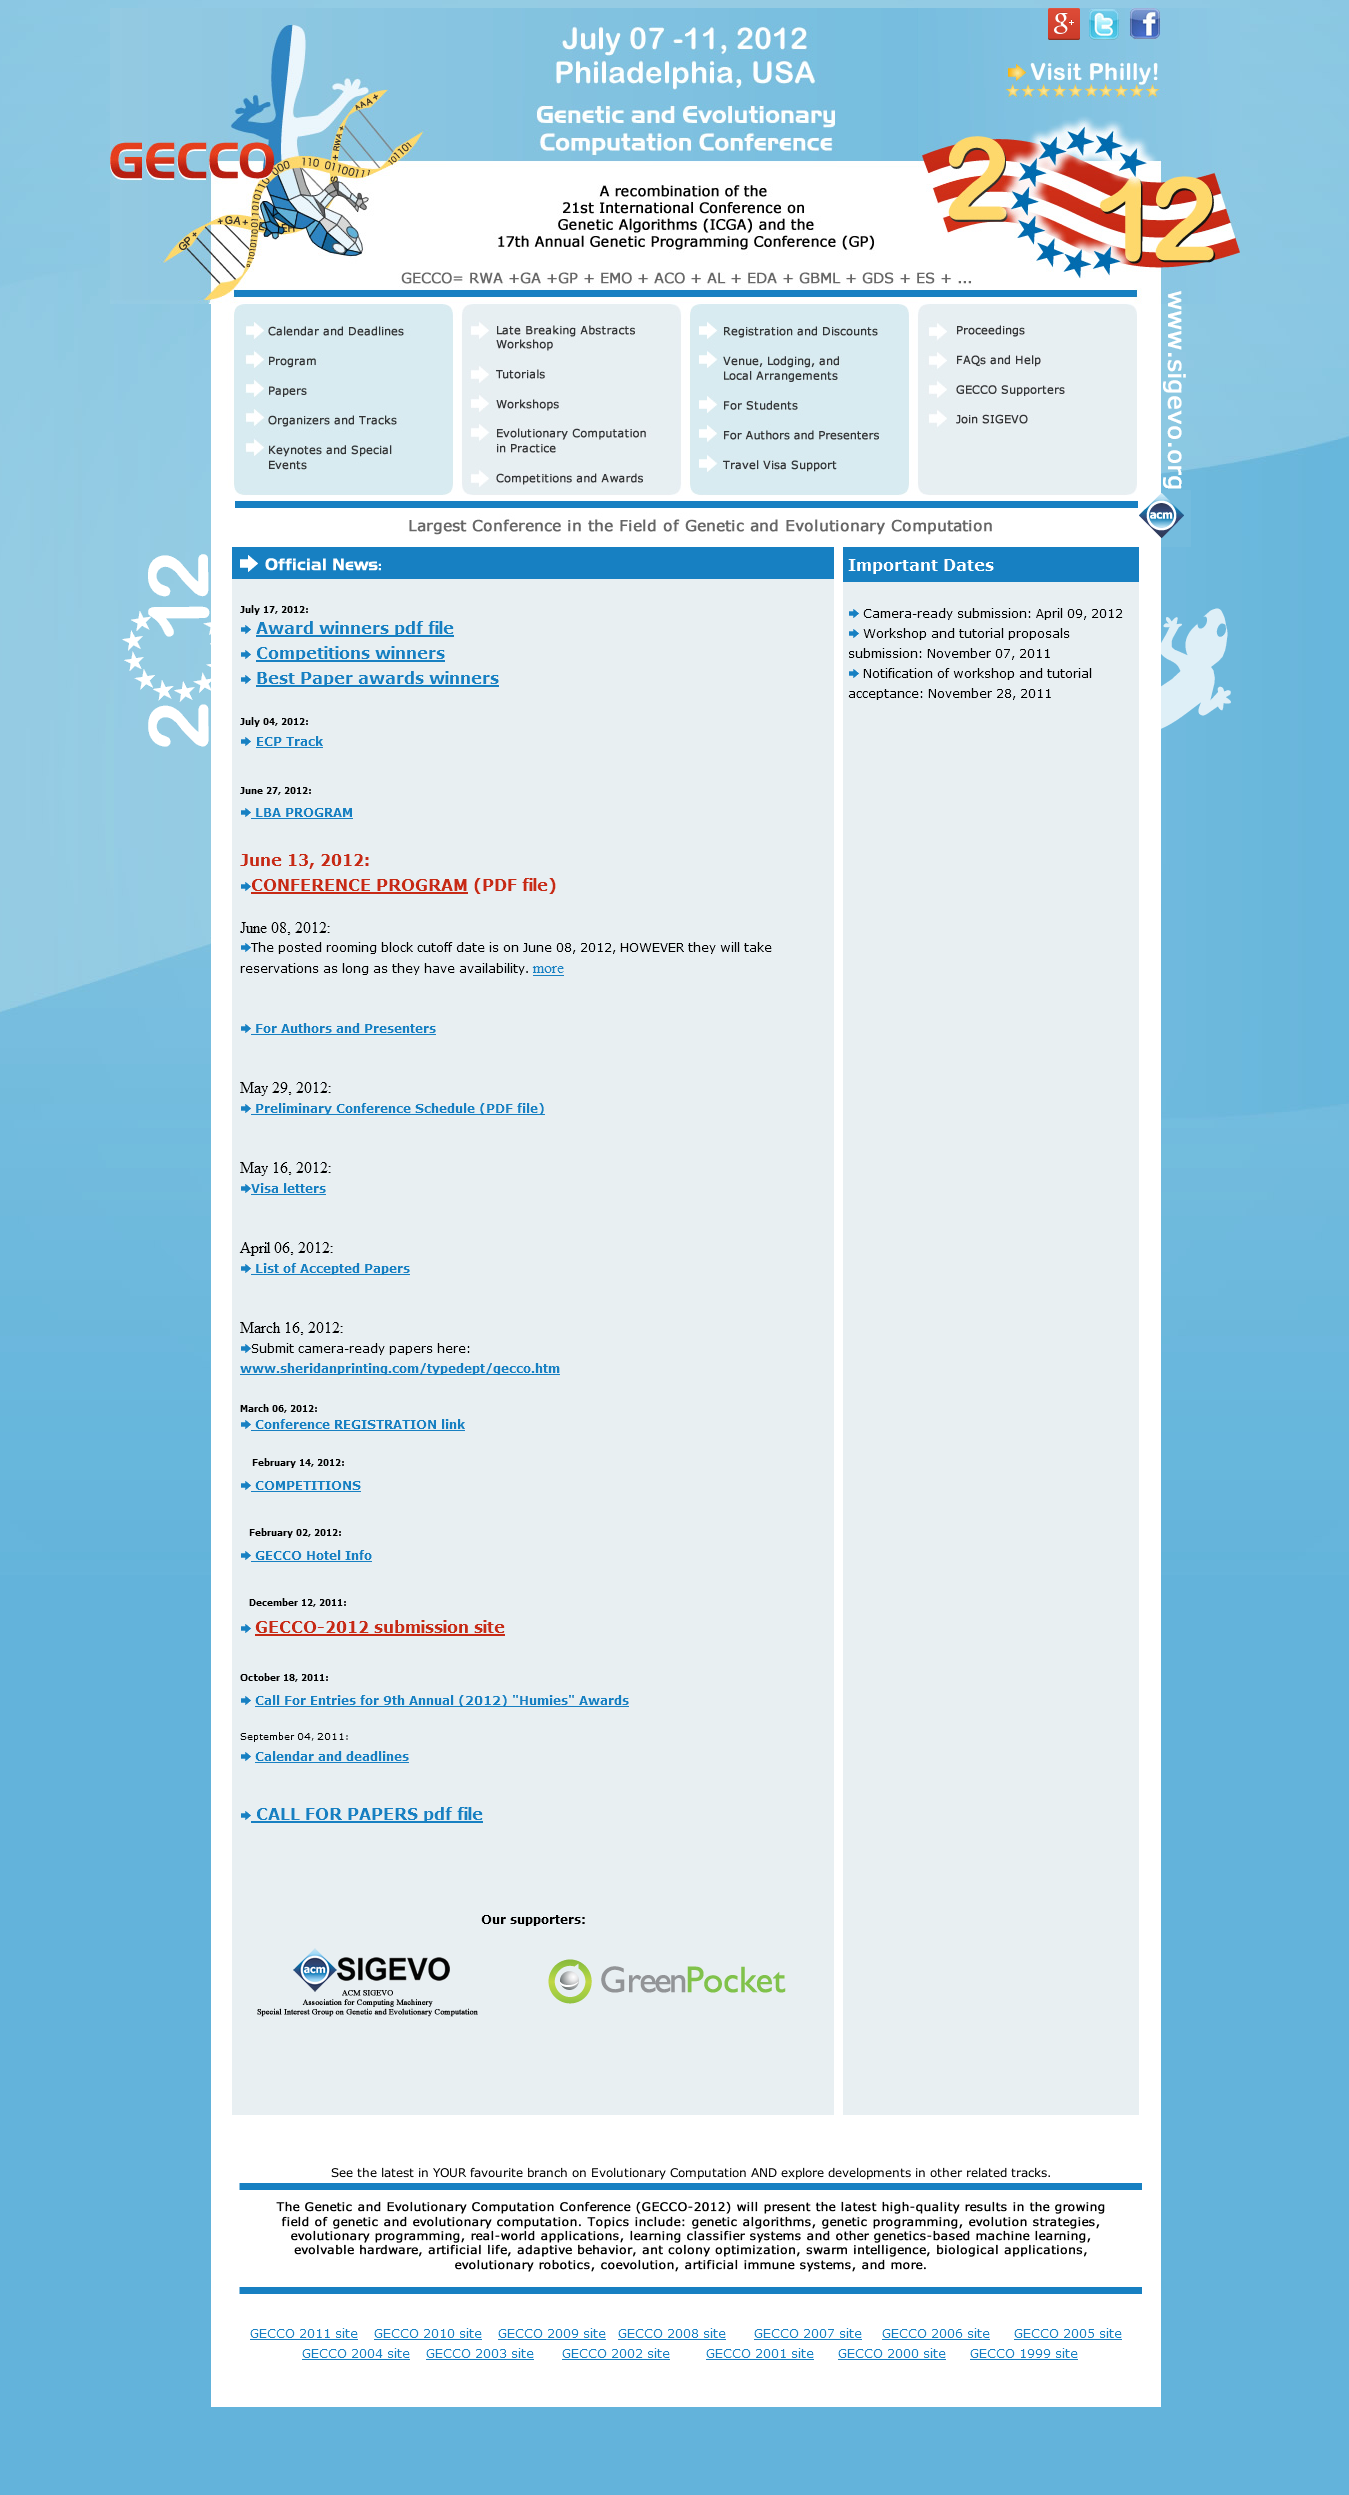 July 07 -11, 2012
Philadelphia, USA
Genetic and Evolutionary
Computation Conference
Visit Philly!
GECCO
2012
A recombination of the
21st International Conference on
Genetic Algorithms (ICGA) and the
17th Annual Genetic Programming Conference (GP)
GECCO= RWA +GA +GP + EMO + ACO + AL + EDA + GBML + GDS + ES + ...
Calendar and Deadlines
Program
Papers
Organizers and Tracks
Keynotes and Special
Events
Late Breaking Abstracts
Workshop
Tutorials
Workshops
Evolutionary Computation
in Practice
Competitions and Awards
Registration and Discounts
Venue, Lodging, and
Local Arrangements
For Students
For Authors and Presenters
Travel Visa Support
Proceedings
FAQs and Help
GECCO Supporters
Join SIGEVO
www.sigevo.org
acm
Largest Conference in the Field of Genetic and Evolutionary Computation
2012
Official News:
July 17, 2012:
Award winners pdf file
Competitions winners
Best Paper awards winners
July 04, 2012:
ECP Track
June 27, 2012:
LBA PROGRAM
June 13, 2012:
CONFERENCE PROGRAM (PDF file)
June 08, 2012:
The posted rooming block cutoff date is on June 08, 2012, HOWEVER they will take
reservations as long as they have availability. more
For Authors and Presenters
May 29, 2012:
Preliminary Conference Schedule (PDF file)
May 16, 2012:
Visa letters
April 06, 2012:
List of Accepted Papers
March 16, 2012:
Submit camera-ready papers here:
www.sheridanprinting.com/typedept/gecco.htm
March 06, 2012:
Conference REGISTRATION link
February 14, 2012:
COMPETITIONS
February 02, 2012:
GECCO Hotel Info
December 12, 2011:
GECCO-2012 submission site
October 18, 2011:
Call For Entries for 9th Annual (2012) "Humies" Awards
September 04, 2011:
Calendar and deadlines
CALL FOR PAPERS pdf file
Important Dates
Camera-ready submission: April 09, 2012
Workshop and tutorial proposals
submission: November 07, 2011
Notification of workshop and tutorial
acceptance: November 28, 2011
Our supporters:
acm SIGEVO
ACM SIGEVO
Association for Computing Machinery
Special Interest Group on Genetic and Evolutionary Computation
GreenPocket
See the latest in YOUR favourite branch on Evolutionary Computation AND explore developments in other related tracks.
The Genetic and Evolutionary Computation Conference (GECCO-2012) will present the latest high-quality results in the growing
field of genetic and evolutionary computation. Topics include: genetic algorithms, genetic programming, evolution strategies,
evolutionary programming, real-world applications, learning classifier systems and other genetics-based machine learning,
evolvable hardware, artificial life, adaptive behavior, ant colony optimization, swarm intelligence, biological applications,
evolutionary robotics, coevolution, artificial immune systems, and more.
GECCO 2011 site GECCO 2010 site GECCO 2009 site GECCO 2008 site GECCO 2007 site GECCO 2006 site GECCO 2005 site
GECCO 2004 site GECCO 2003 site GECCO 2002 site GECCO 2001 site GECCO 2000 site GECCO 1999 site